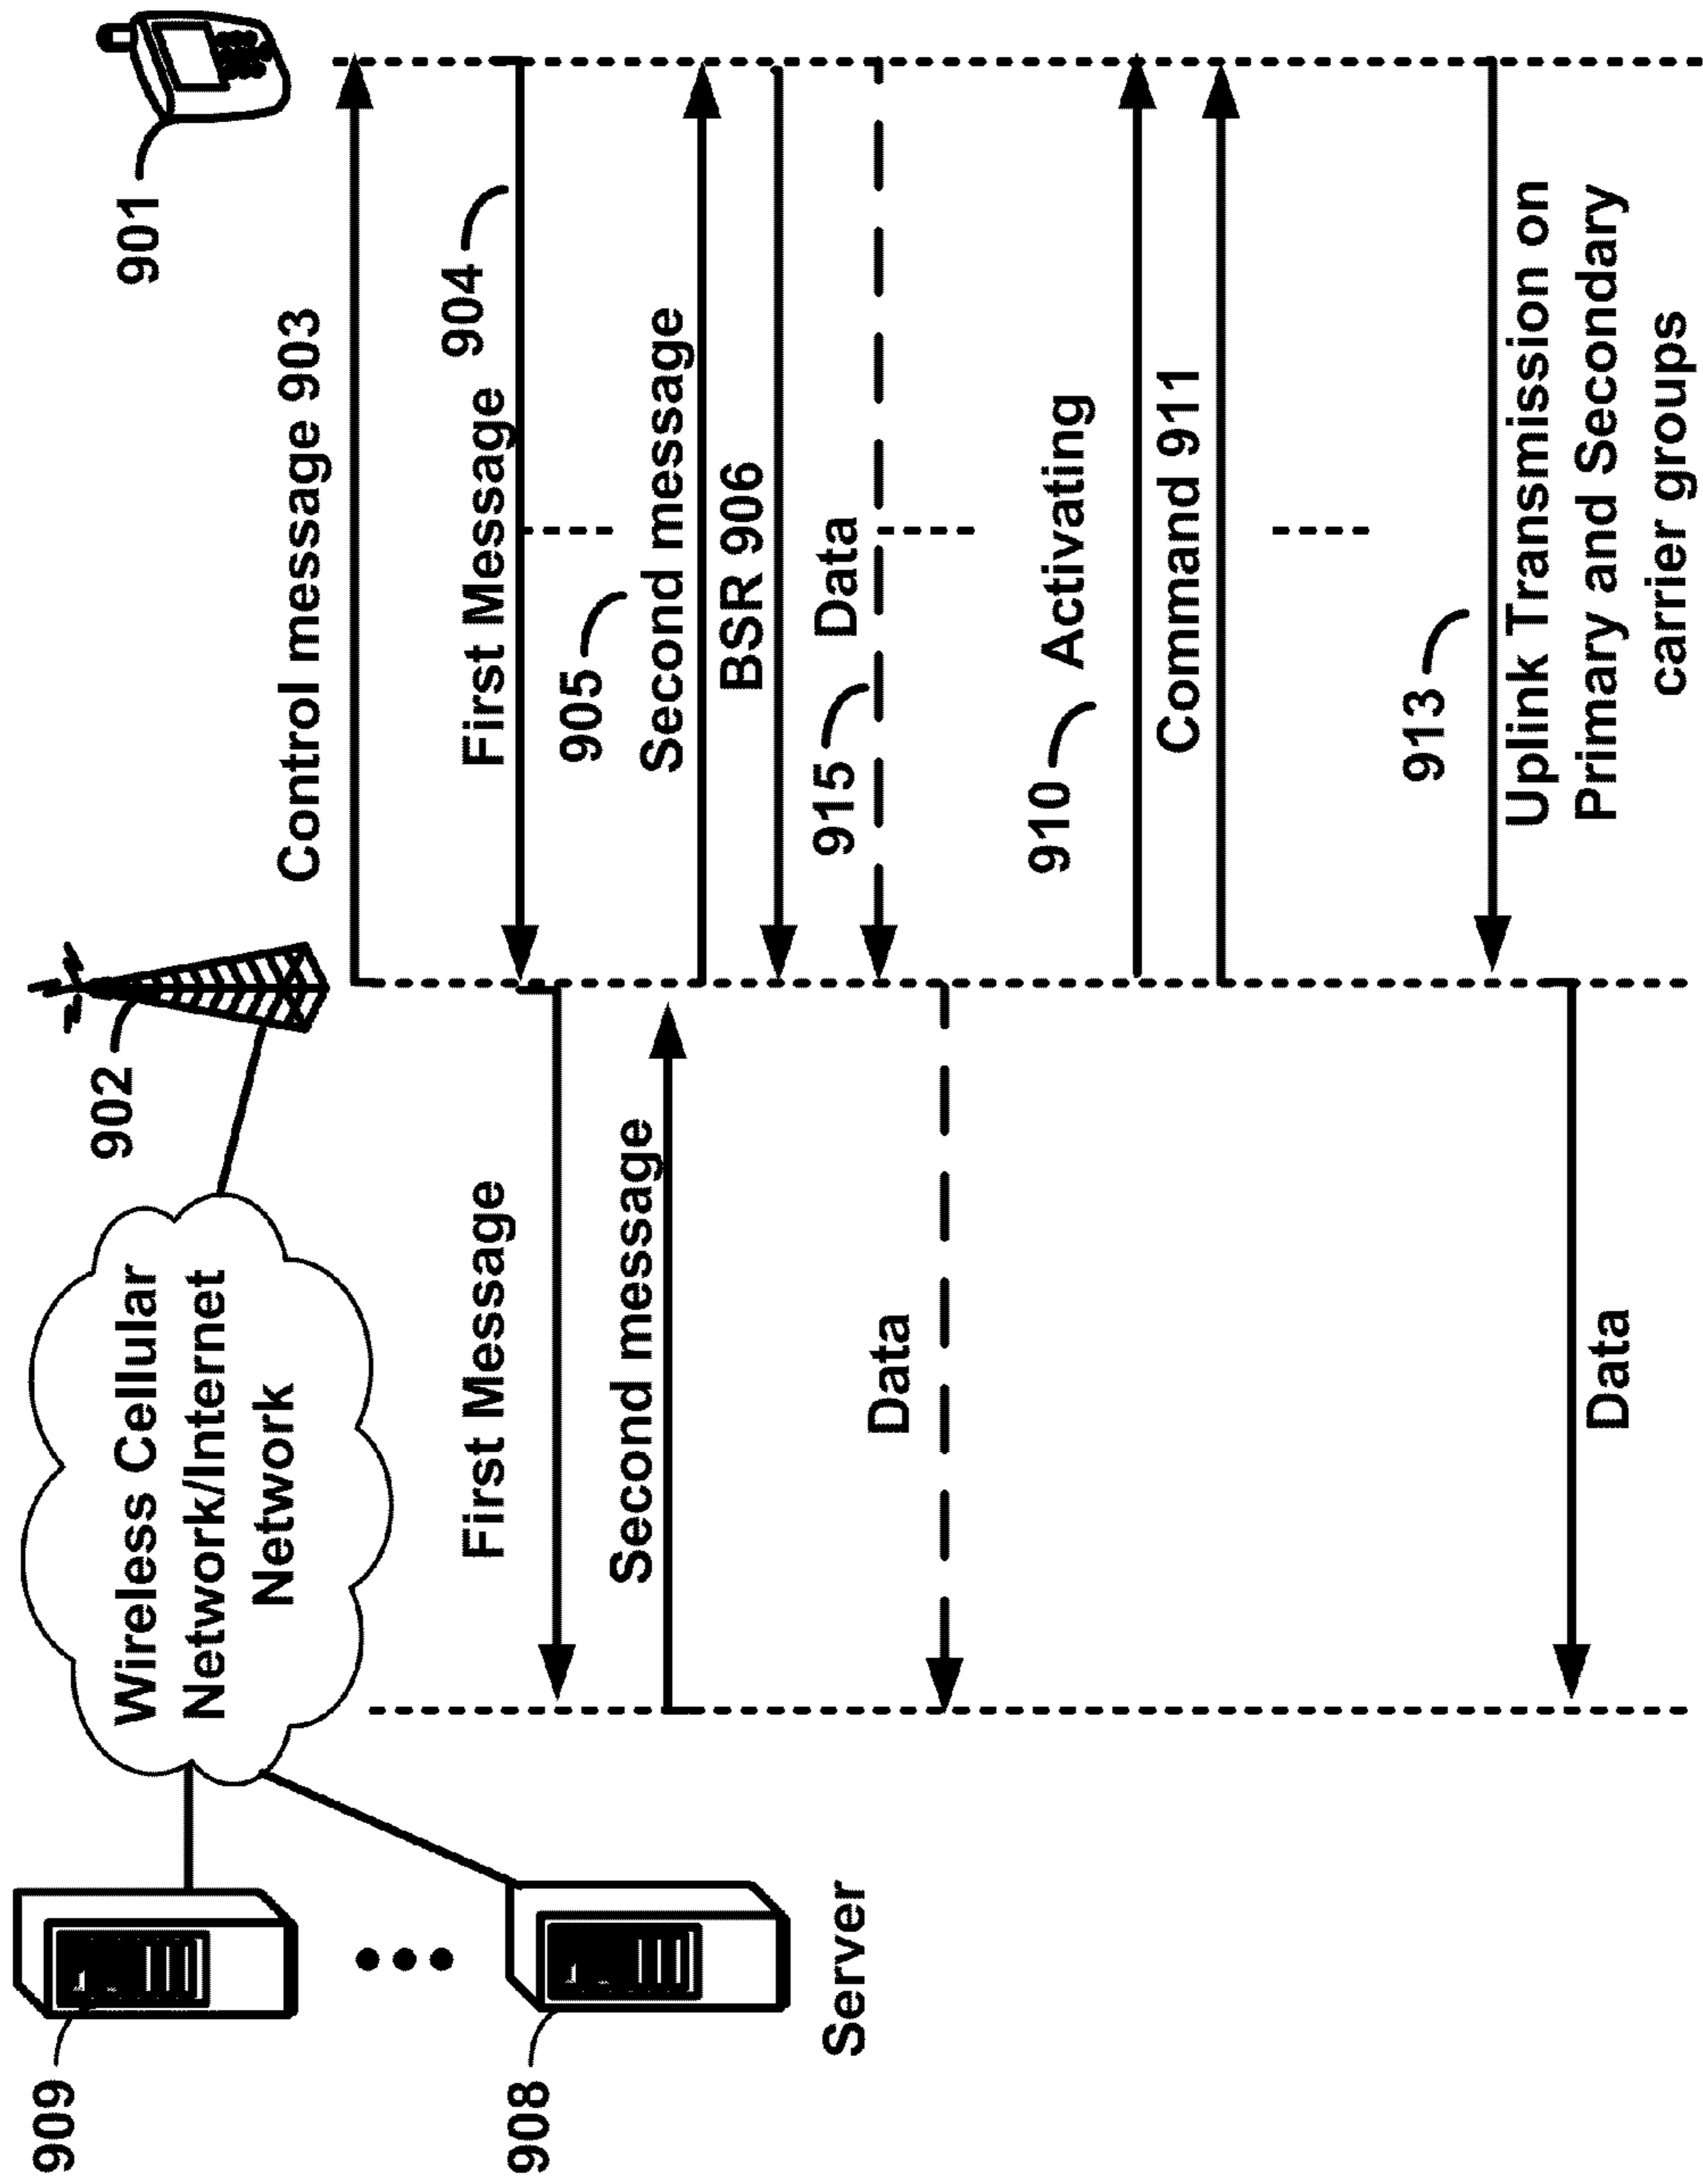 909
908
Server
Wireless Cellular
Network/Internet
Network
902
901
Control message 903
First Message
904
First Message
905
Second message
Second message
BSR 906
915
Data
Data
910
Activating
Command 911
913
Uplink Transmission on
Primary and Secondary
carrier groups
Data